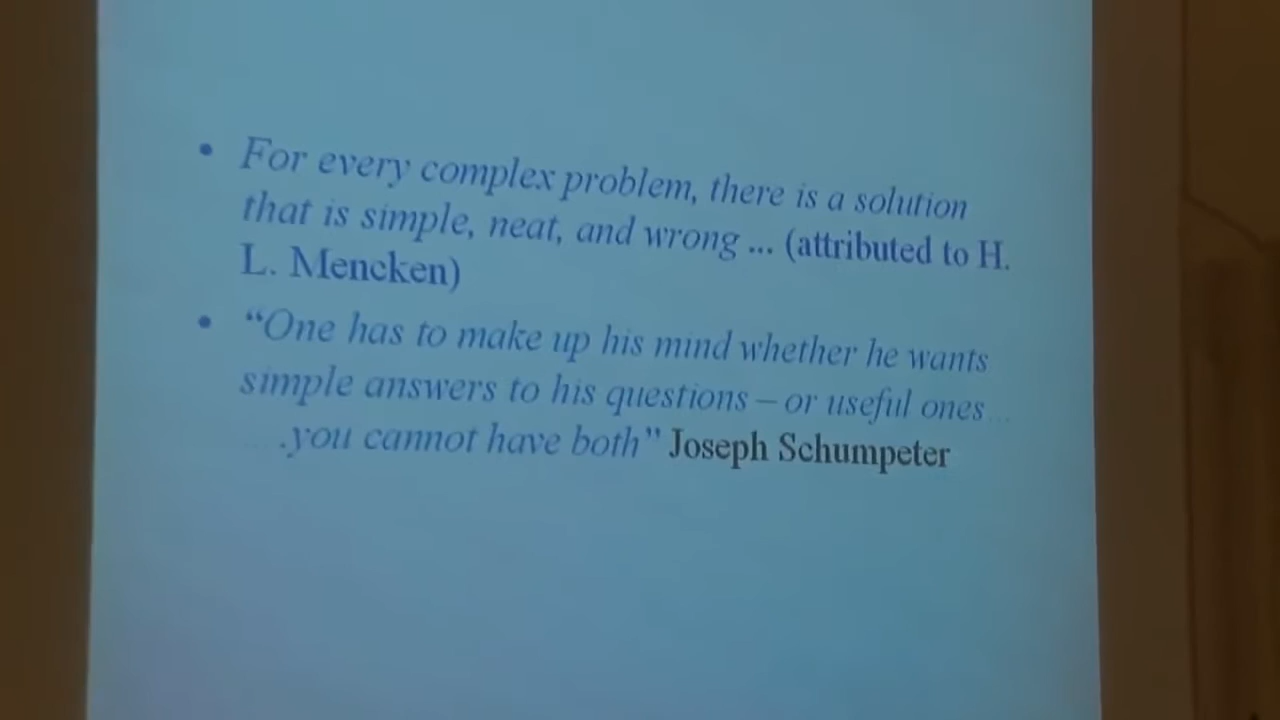 • For every complex problem, there is a solution
that is simple, neat, and wrong ... (attributed to H.
L. Mencken)
• “One has to make up his mind whether he wants
simple answers to his questions – or useful ones ...
.you cannot have both” Joseph Schumpeter